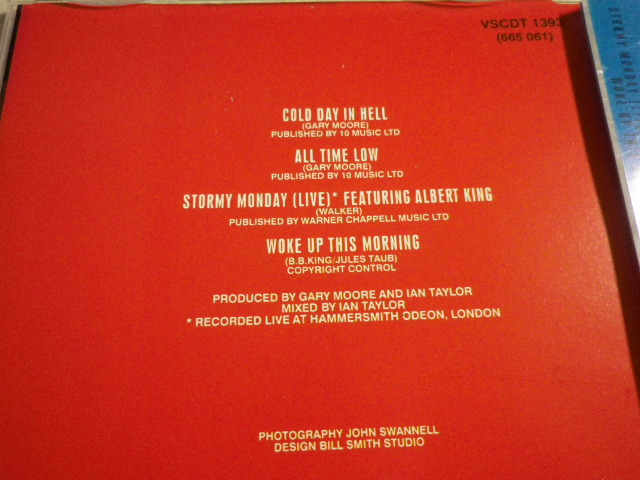 VSCDT 1393
(665 061)
COLD DAY IN HELL
(GARY MOORE)
PUBLISHED BY 10 MUSIC LTD
ALL TIME LOW
(GARY MOORE)
PUBLISHED BY 10 MUSIC LTD
STORMY MONDAY (LIVE)* FEATURING ALBERT KING
(WALKER)
PUBLISHED BY WARNER CHAPPELL MUSIC LTD
WOKE UP THIS MORNING
(B.B.KING/JULES TAUB)
COPYRIGHT CONTROL
PRODUCED BY GARY MOORE AND IAN TAYLOR
MIXED BY IAN TAYLOR
* RECORDED LIVE AT HAMMERSMITH ODEON, LONDON
PHOTOGRAPHY JOHN SWANNELL
DESIGN BILL SMITH STUDIO
STORMY MONDAY